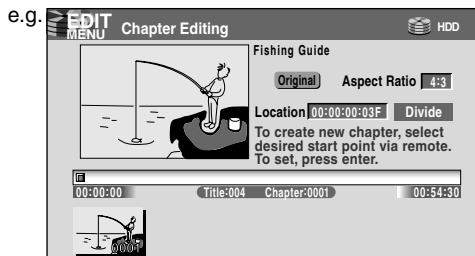 e.g.
EDIT MENU Chapter Editing HDD
Fishing Guide
Original Aspect Ratio 4:3
Location 00:00:00:03F Divide
To create new chapter, select
desired start point via remote.
To set, press enter.
00:00:00 Title:004 Chapter:0001 00:54:30
0001